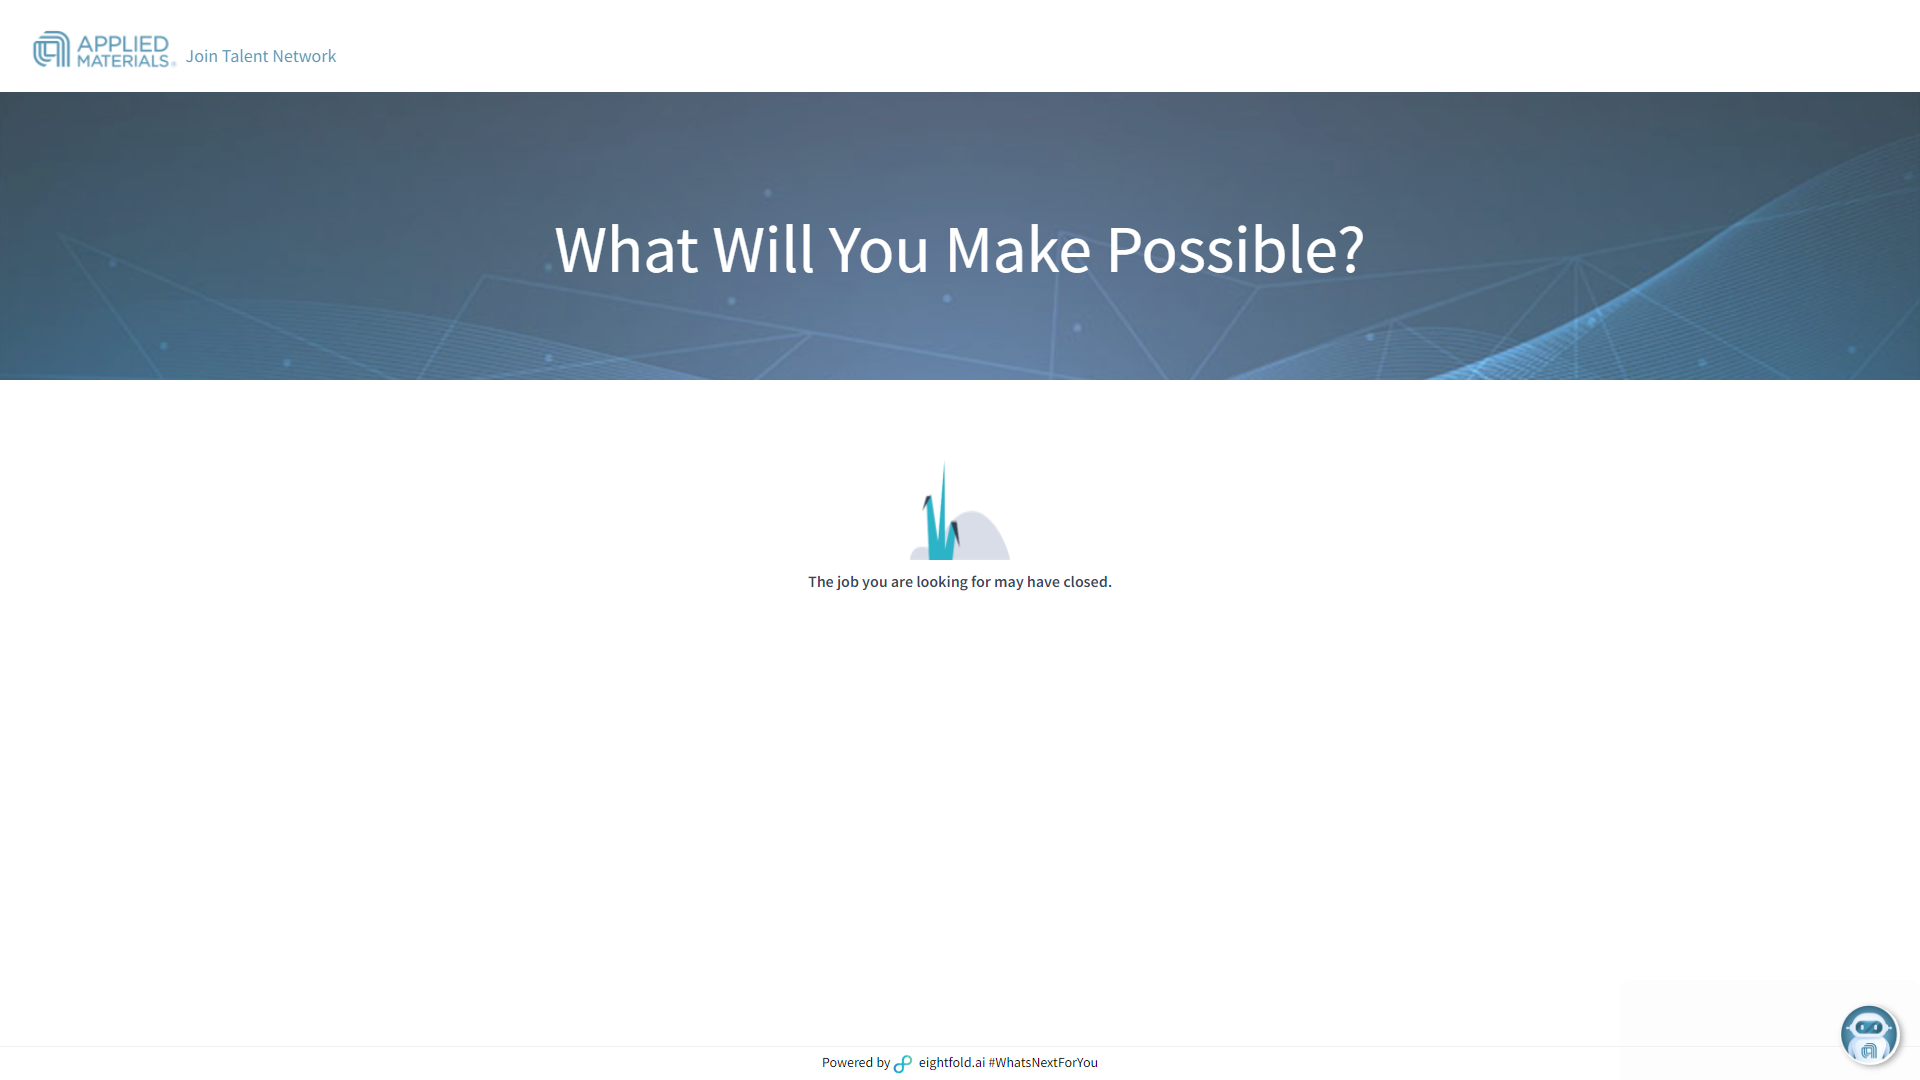 APPLIED
MATERIALS®
Join Talent Network
What Will You Make Possible?
The job you are looking for may have closed.
Powered by eightfold.ai #WhatsNextForYou